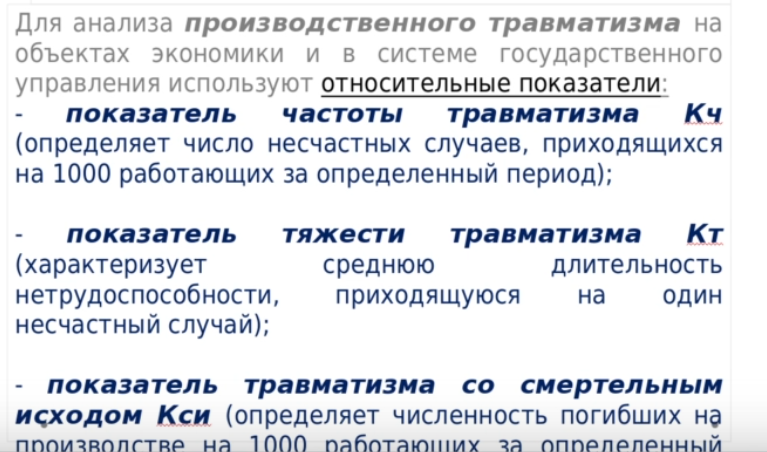 Для анализа производственного травматизма на
объектах экономики и в системе государственного
управления используют относительные показатели:
- показатель частоты травматизма Кч
(определяет число несчастных случаев, приходящихся
на 1000 работающих за определенный период);
- показатель тяжести травматизма Кт
(характеризует среднюю длительность
нетрудоспособности, приходящуюся на один
несчастный случай);
- показатель травматизма со смертельным
исходом Кси (определяет численность погибших на
производстве на 1000 работающих за определенный